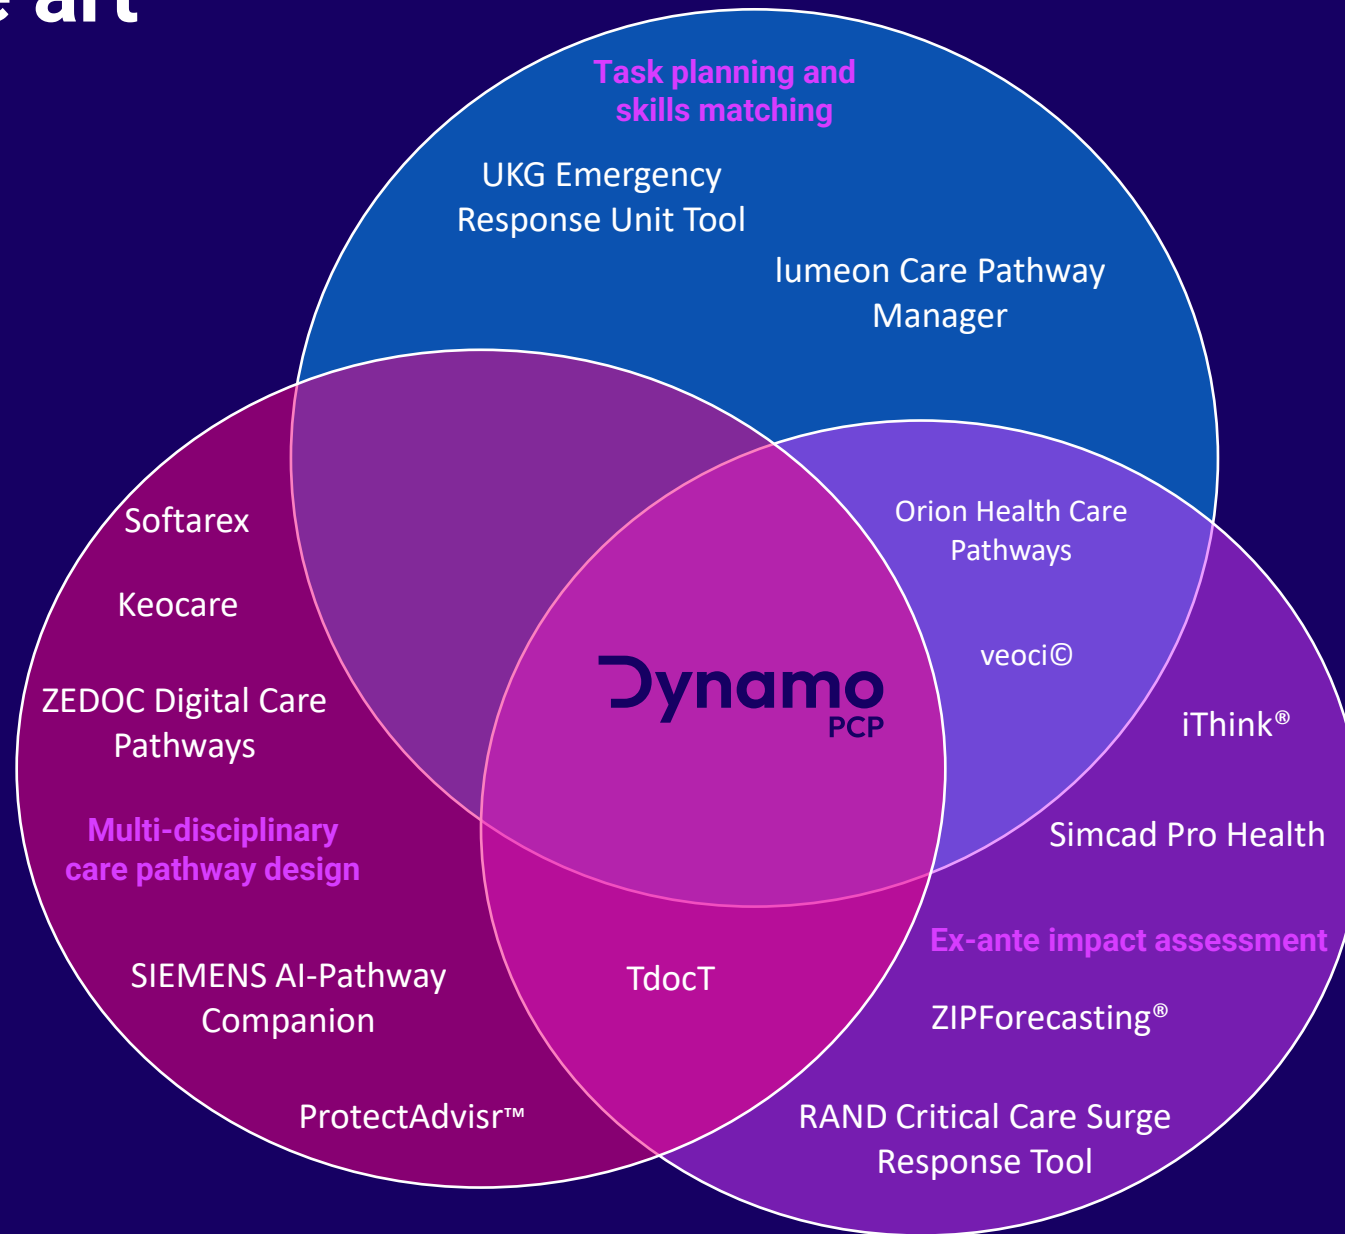 e art
Task planning and
skills matching
UKG Emergency
Response Unit Tool
lumeon Care Pathway
Manager
Softarex
Keocare
ZEDOC Digital Care
Pathways
Multi-disciplinary
care pathway design
SIEMENS AI-Pathway
Companion
ProtectAdvisr™
Orion Health Care
Pathways
veoci©
Dynamo
PCP
TdocT
iThink®
Simcad Pro Health
Ex-ante impact assessment
ZIPForecasting®
RAND Critical Care Surge
Response Tool